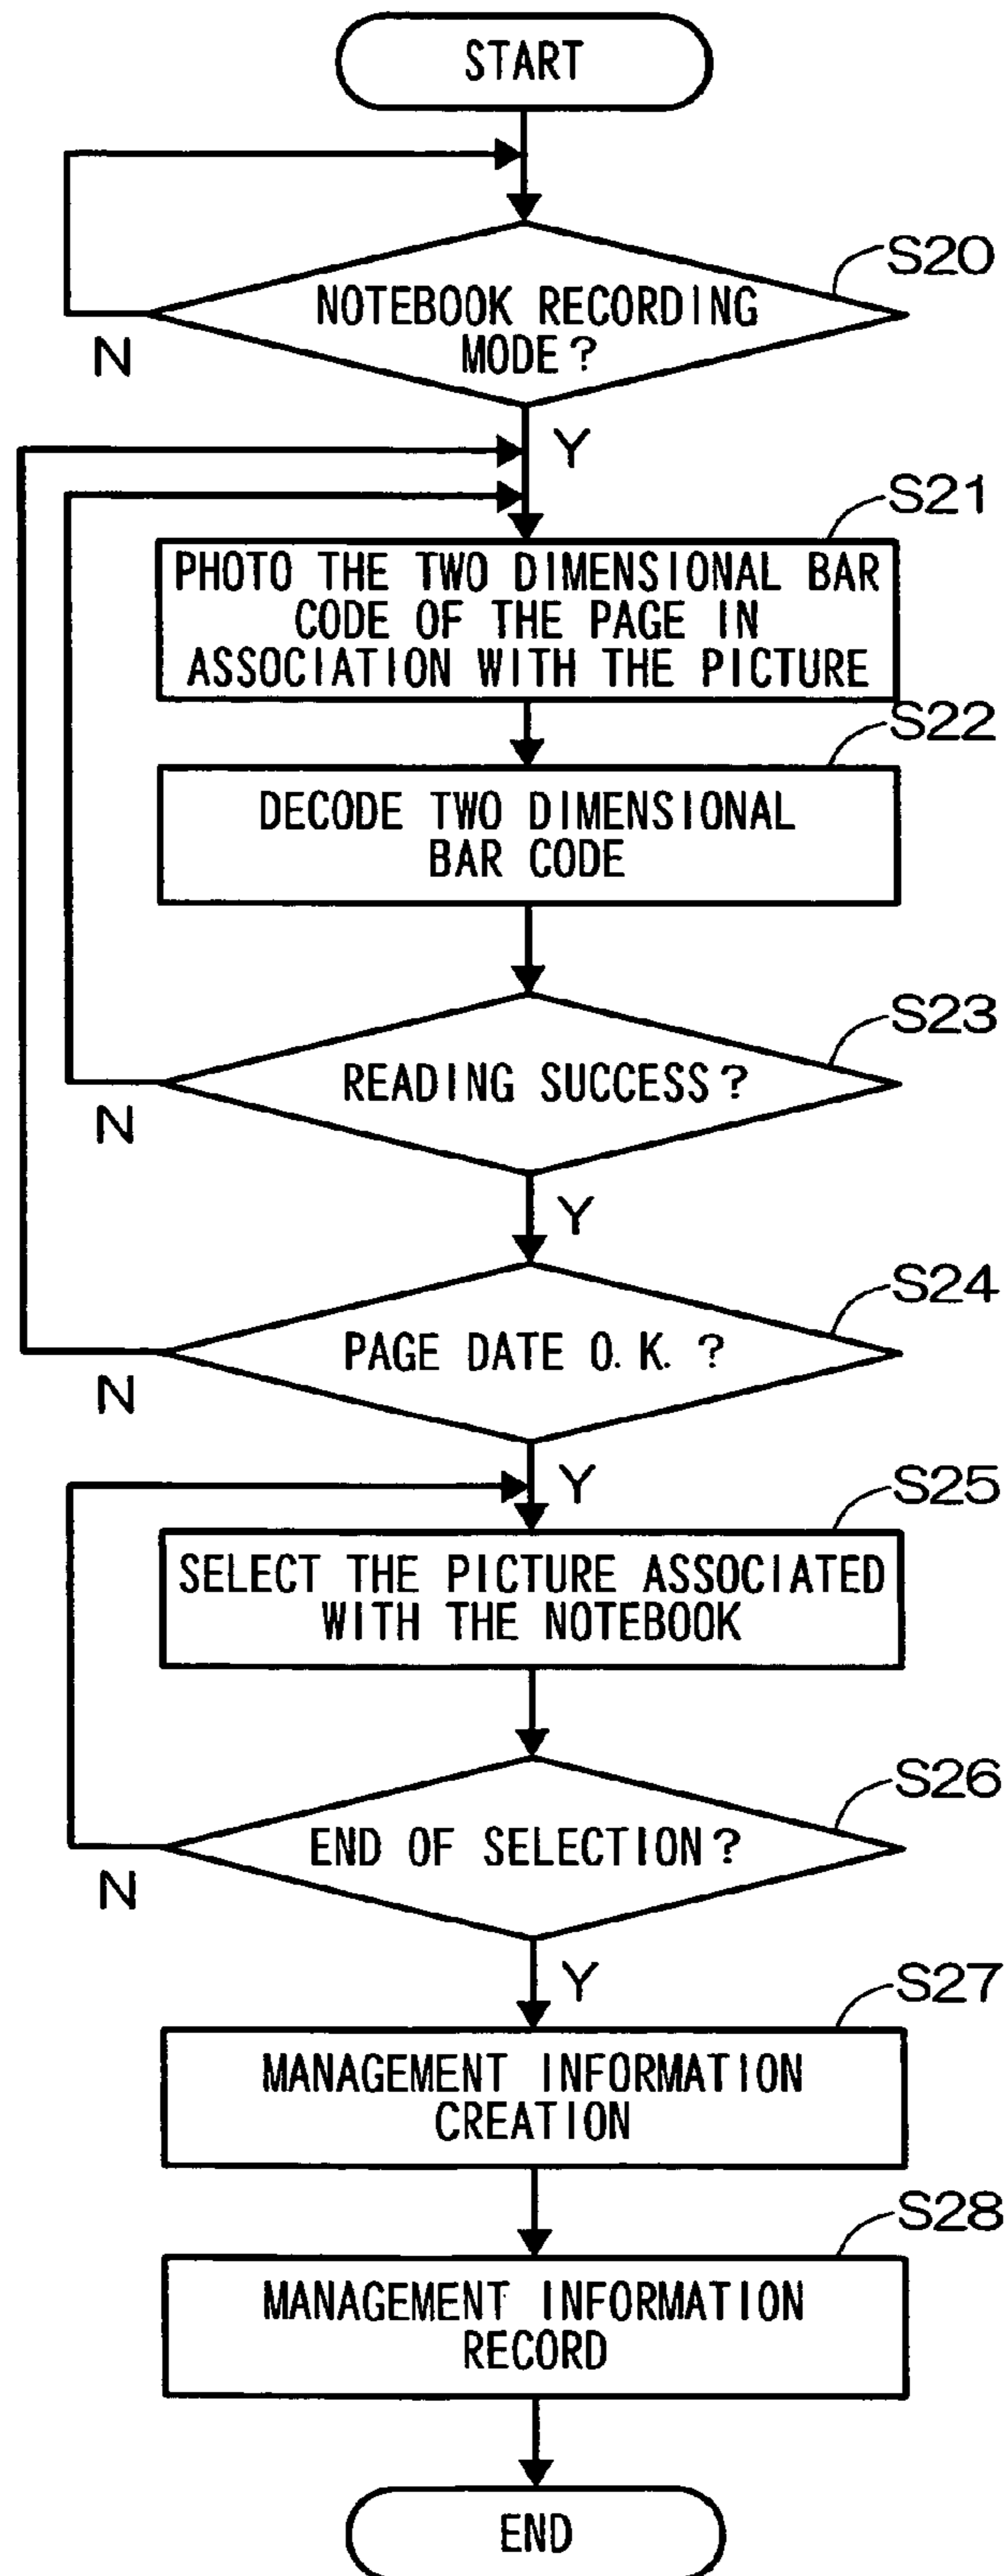 START
S20
NOTEBOOK RECORDING
MODE?
N
Y
S21
PHOTO THE TWO DIMENSIONAL BAR
CODE OF THE PAGE IN
ASSOCIATION WITH THE PICTURE
S22
DECODE TWO DIMENSIONAL
BAR CODE
S23
READING SUCCESS?
N
Y
S24
PAGE DATE O.K. ?
N
Y
S25
SELECT THE PICTURE ASSOCIATED
WITH THE NOTEBOOK
S26
END OF SELECTION?
N
Y
S27
MANAGEMENT INFORMATION
CREATION
S28
MANAGEMENT INFORMATION
RECORD
END